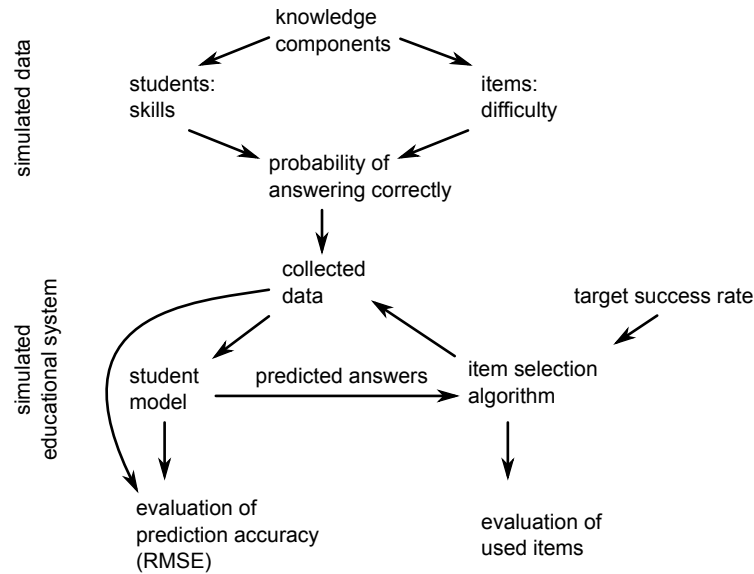 knowledge
components
simulated data
students:
skills
items:
difficulty
probability of
answering correctly
collected
data
target success rate
simulated
educational system
student
model
predicted answers
item selection
algorithm
evaluation of
prediction accuracy
(RMSE)
evaluation of
used items